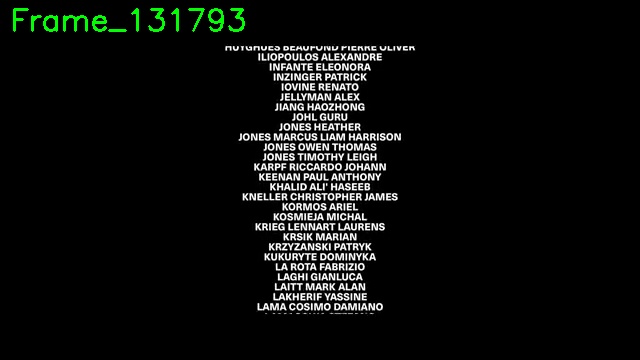 Frame_131793
HUYGHUES BEAUFOND PIERRE OLIVER
ILIOPOULOS ALEXANDRE
INFANTE ELEONORA
INZINGER PATRICK
IOVINE RENATO
JELLYMAN ALEX
JIANG HAOZHONG
JOHL GURU
JONES HEATHER
JONES MARCUS LIAM HARRISON
JONES OWEN THOMAS
JONES TIMOTHY LEIGH
KARPF RICCARDO JOHANN
KEENAN PAUL ANTHONY
KHALID ALI' HASEEB
KNELLER CHRISTOPHER JAMES
KORMOS ARIEL
KOSMIEJA MICHAL
KRIEG LENNART LAURENS
KRSIK MARIAN
KRZYZANSKI PATRYK
KUKURYTE DOMINYKA
LA ROTA FABRIZIO
LAGHI GIANLUCA
LAITT MARK ALAN
LAKHERIF YASSINE
LAMA COSIMO DAMIANO